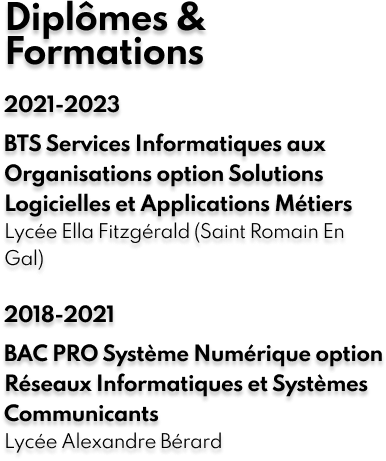 Diplômes &
Formations
2021-2023
BTS Services Informatiques aux
Organisations option Solutions
Logicielles et Applications Métiers
Lycée Ella Fitzgérald (Saint Romain En
Gal)
2018-2021
BAC PRO Système Numérique option
Réseaux Informatiques et Systèmes
Communicants
Lycée Alexandre Bérard